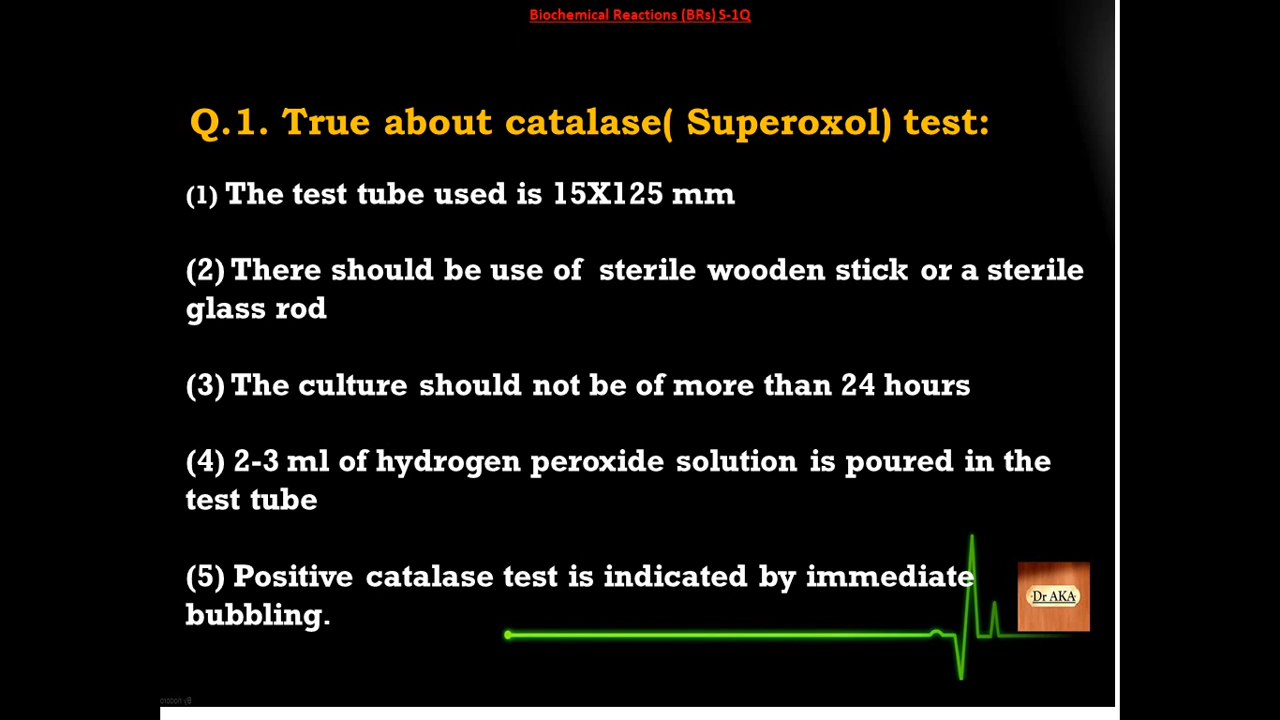 Biochemical Reactions (BRs) S-1Q
Q.1. True about catalase( Superoxol) test:
(1) The test tube used is 15X125 mm
(2) There should be use of sterile wooden stick or a sterile
glass rod
(3) The culture should not be of more than 24 hours
(4) 2-3 ml of hydrogen peroxide solution is poured in the
test tube
(5) Positive catalase test is indicated by immediate
bubbling.
Dr AKA